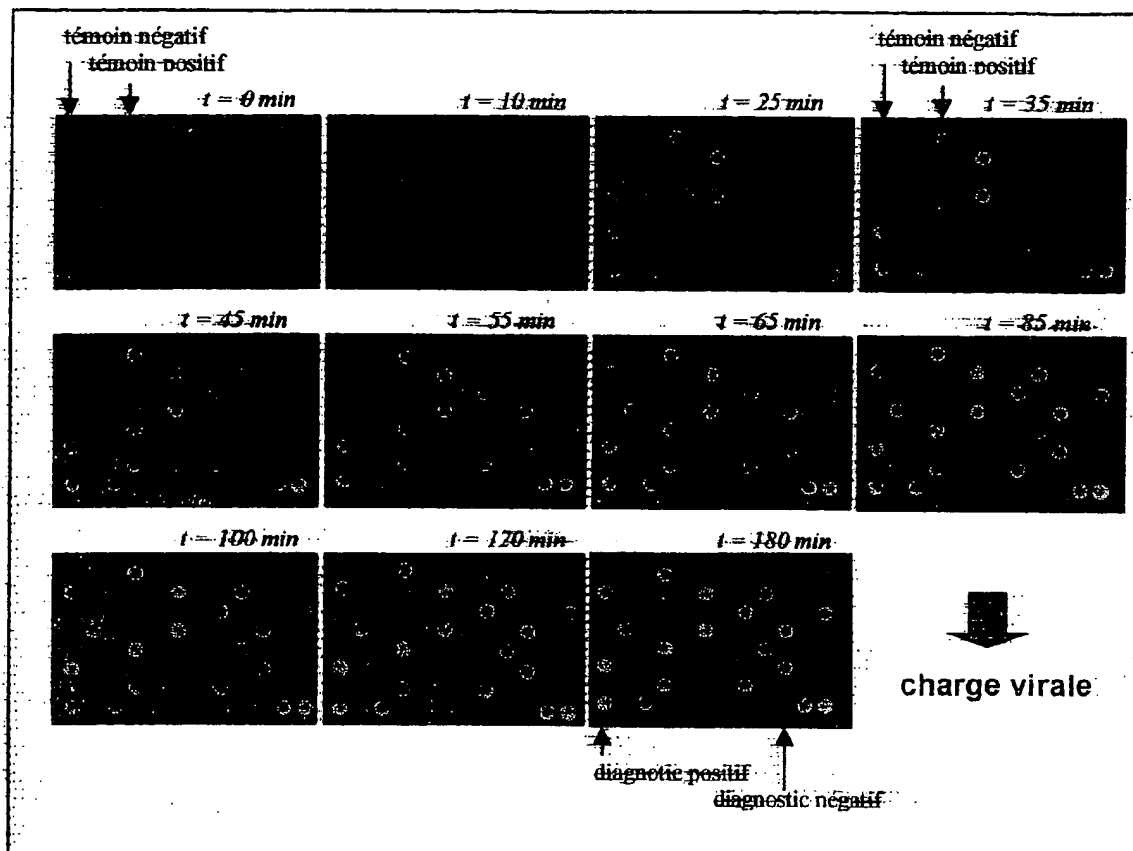 témoin négatif
témoin positif
témoin négatif
témoin positif
t = 0 min
t = 10 min
t = 25 min
t = 35 min
t = 45 min
t = 55 min
t = 65 min
t = 85 min
t = 100 min
t = 120 min
t = 180 min
charge virale
diagnotic positif
diagnostic négatif